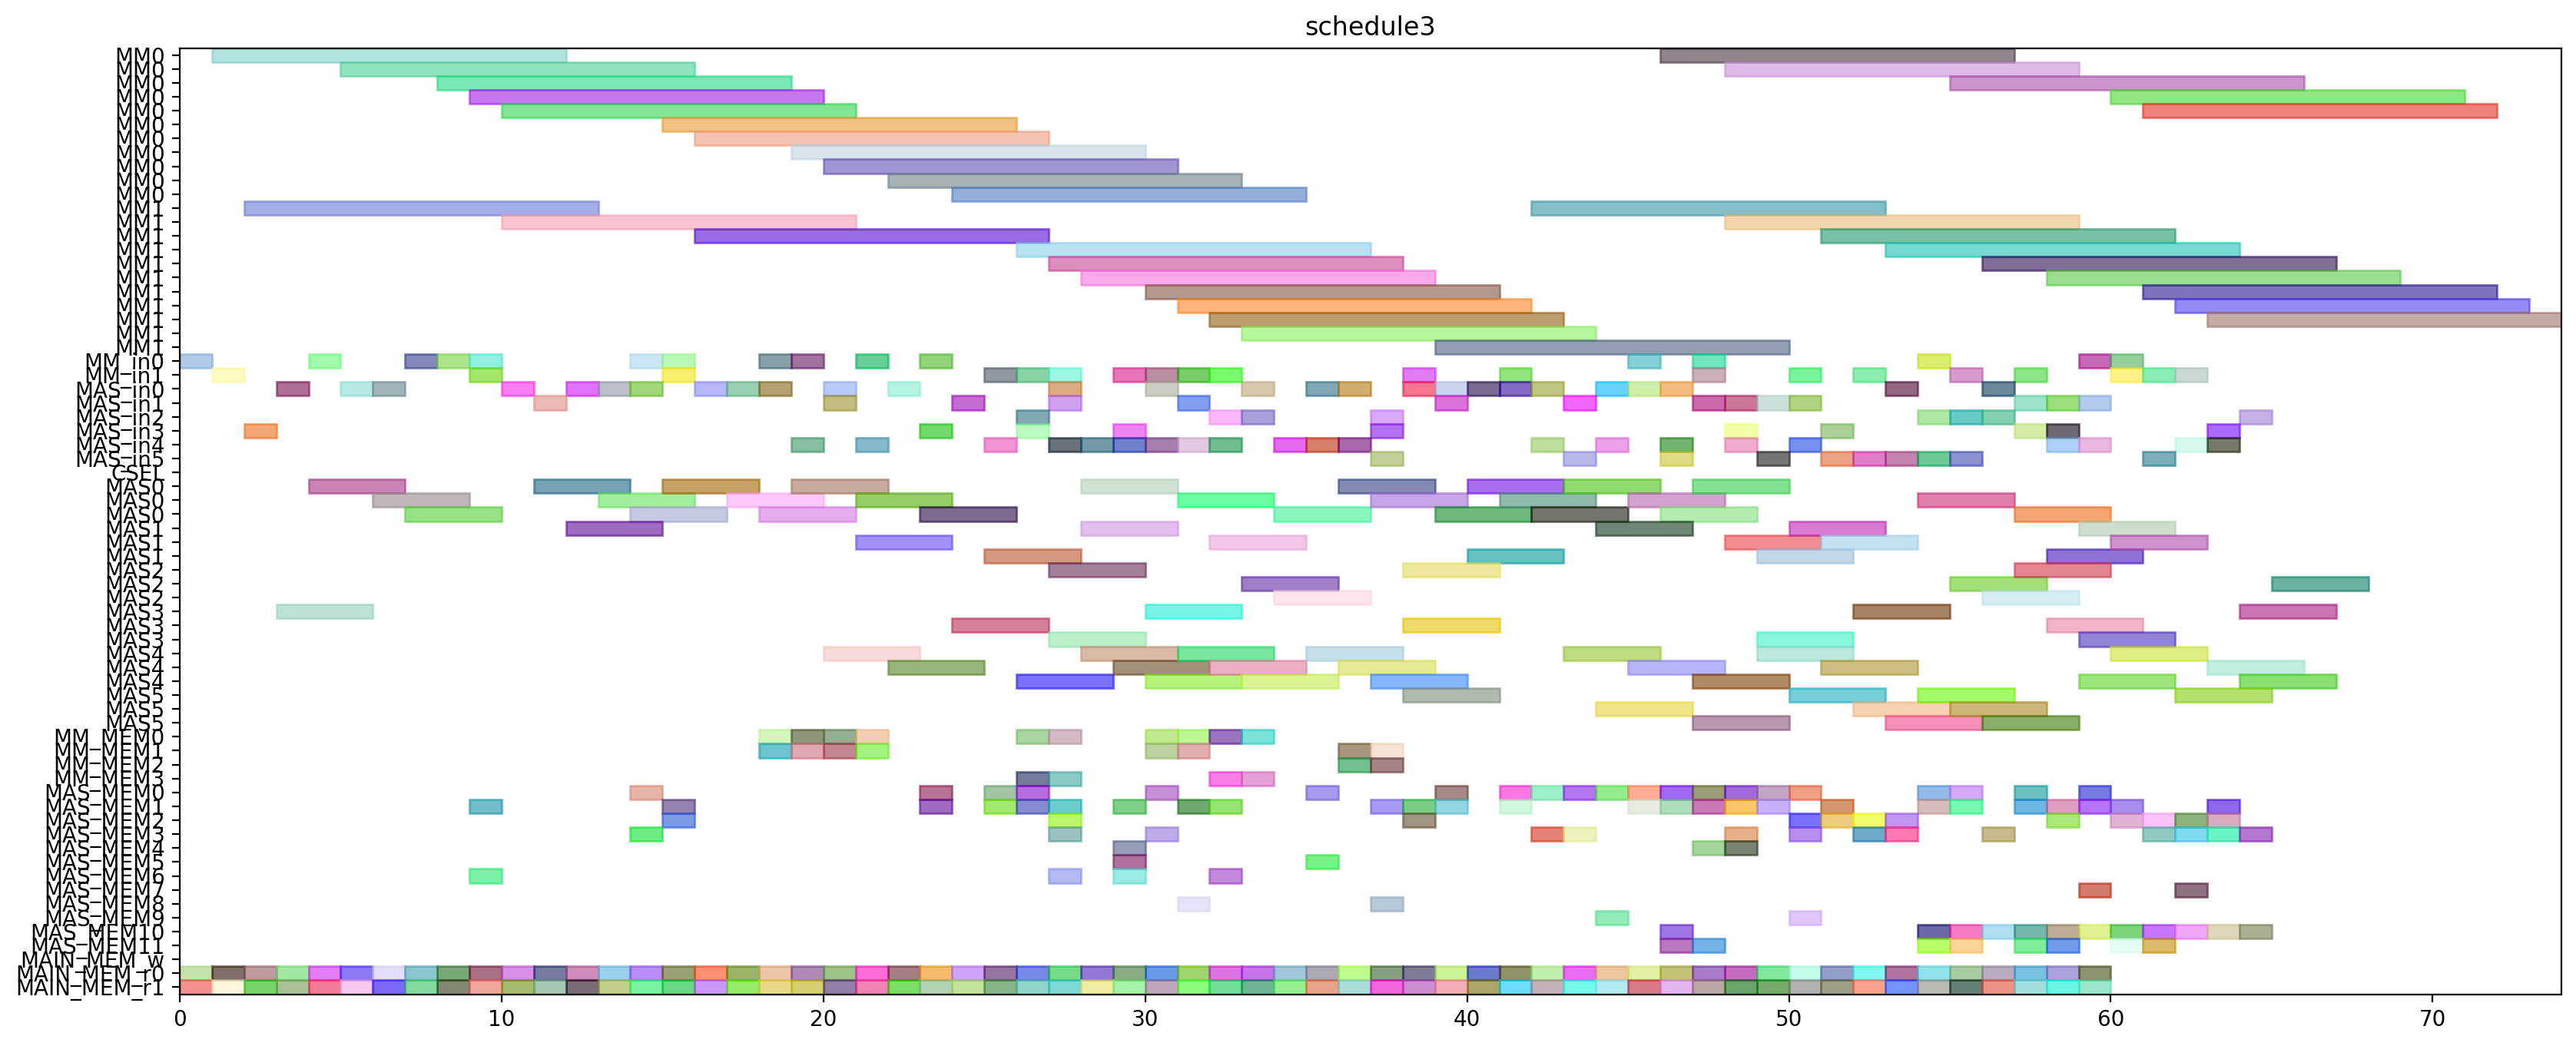 schedule3
MM0
MM0
MM0
MM0
MM0
MM0
MM0
MM0
MM0
MM0
MM0
MM1
MM1
MM1
MM1
MM1
MM1
MM1
MM1
MM1
MM1
MM1
MM_in0
MM_in1
MAS_in0
MAS_in1
MAS_in2
MAS_in3
MAS_in4
MAS_in5
CSEL
MAS0
MAS0
MAS0
MAS1
MAS1
MAS1
MAS2
MAS2
MAS2
MAS3
MAS3
MAS3
MAS4
MAS4
MAS4
MAS5
MAS5
MAS5
MM_MEM0
MM_MEM1
MM_MEM2
MM_MEM3
MAS_MEM0
MAS_MEM1
MAS_MEM2
MAS_MEM3
MAS_MEM4
MAS_MEM5
MAS_MEM6
MAS_MEM7
MAS_MEM8
MAS_MEM9
MAS_MEM10
MAS_MEM11
MAIN_MEM_w
MAIN_MEM_r0
MAIN_MEM_r1
0 10 20 30 40 50 60 70